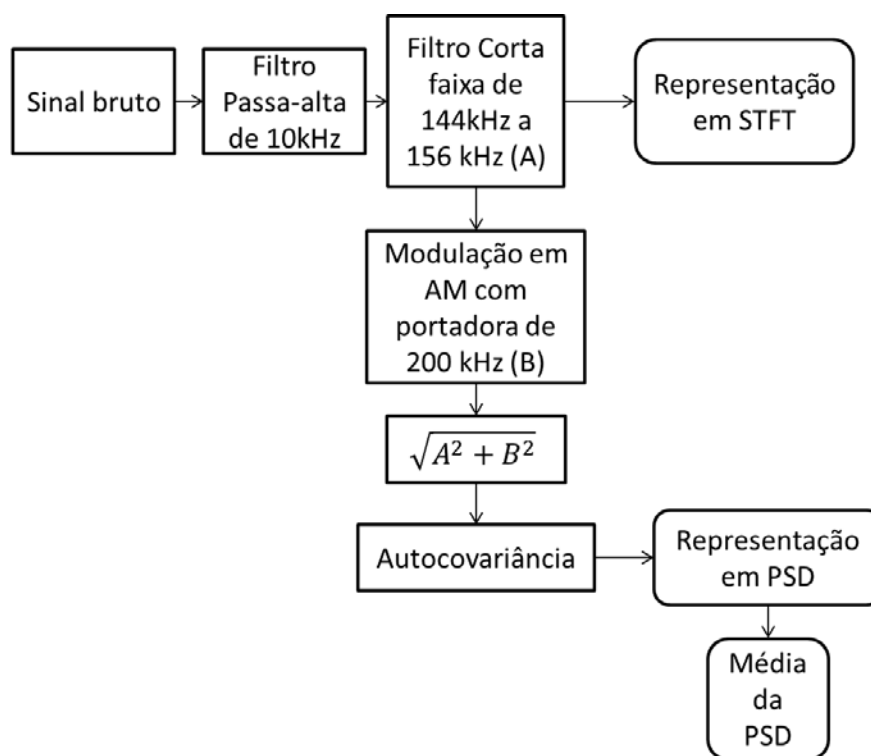 Sinal bruto
Filtro
Passa-alta
de 10kHz
Filtro Corta
faixa de
144kHz a
156 kHz (A)
Representação
em STFT
Modulação em
AM com
portadora de
200 kHz (B)
√A² + B²
Autocovariância
Representação
em PSD
Média
da
PSD